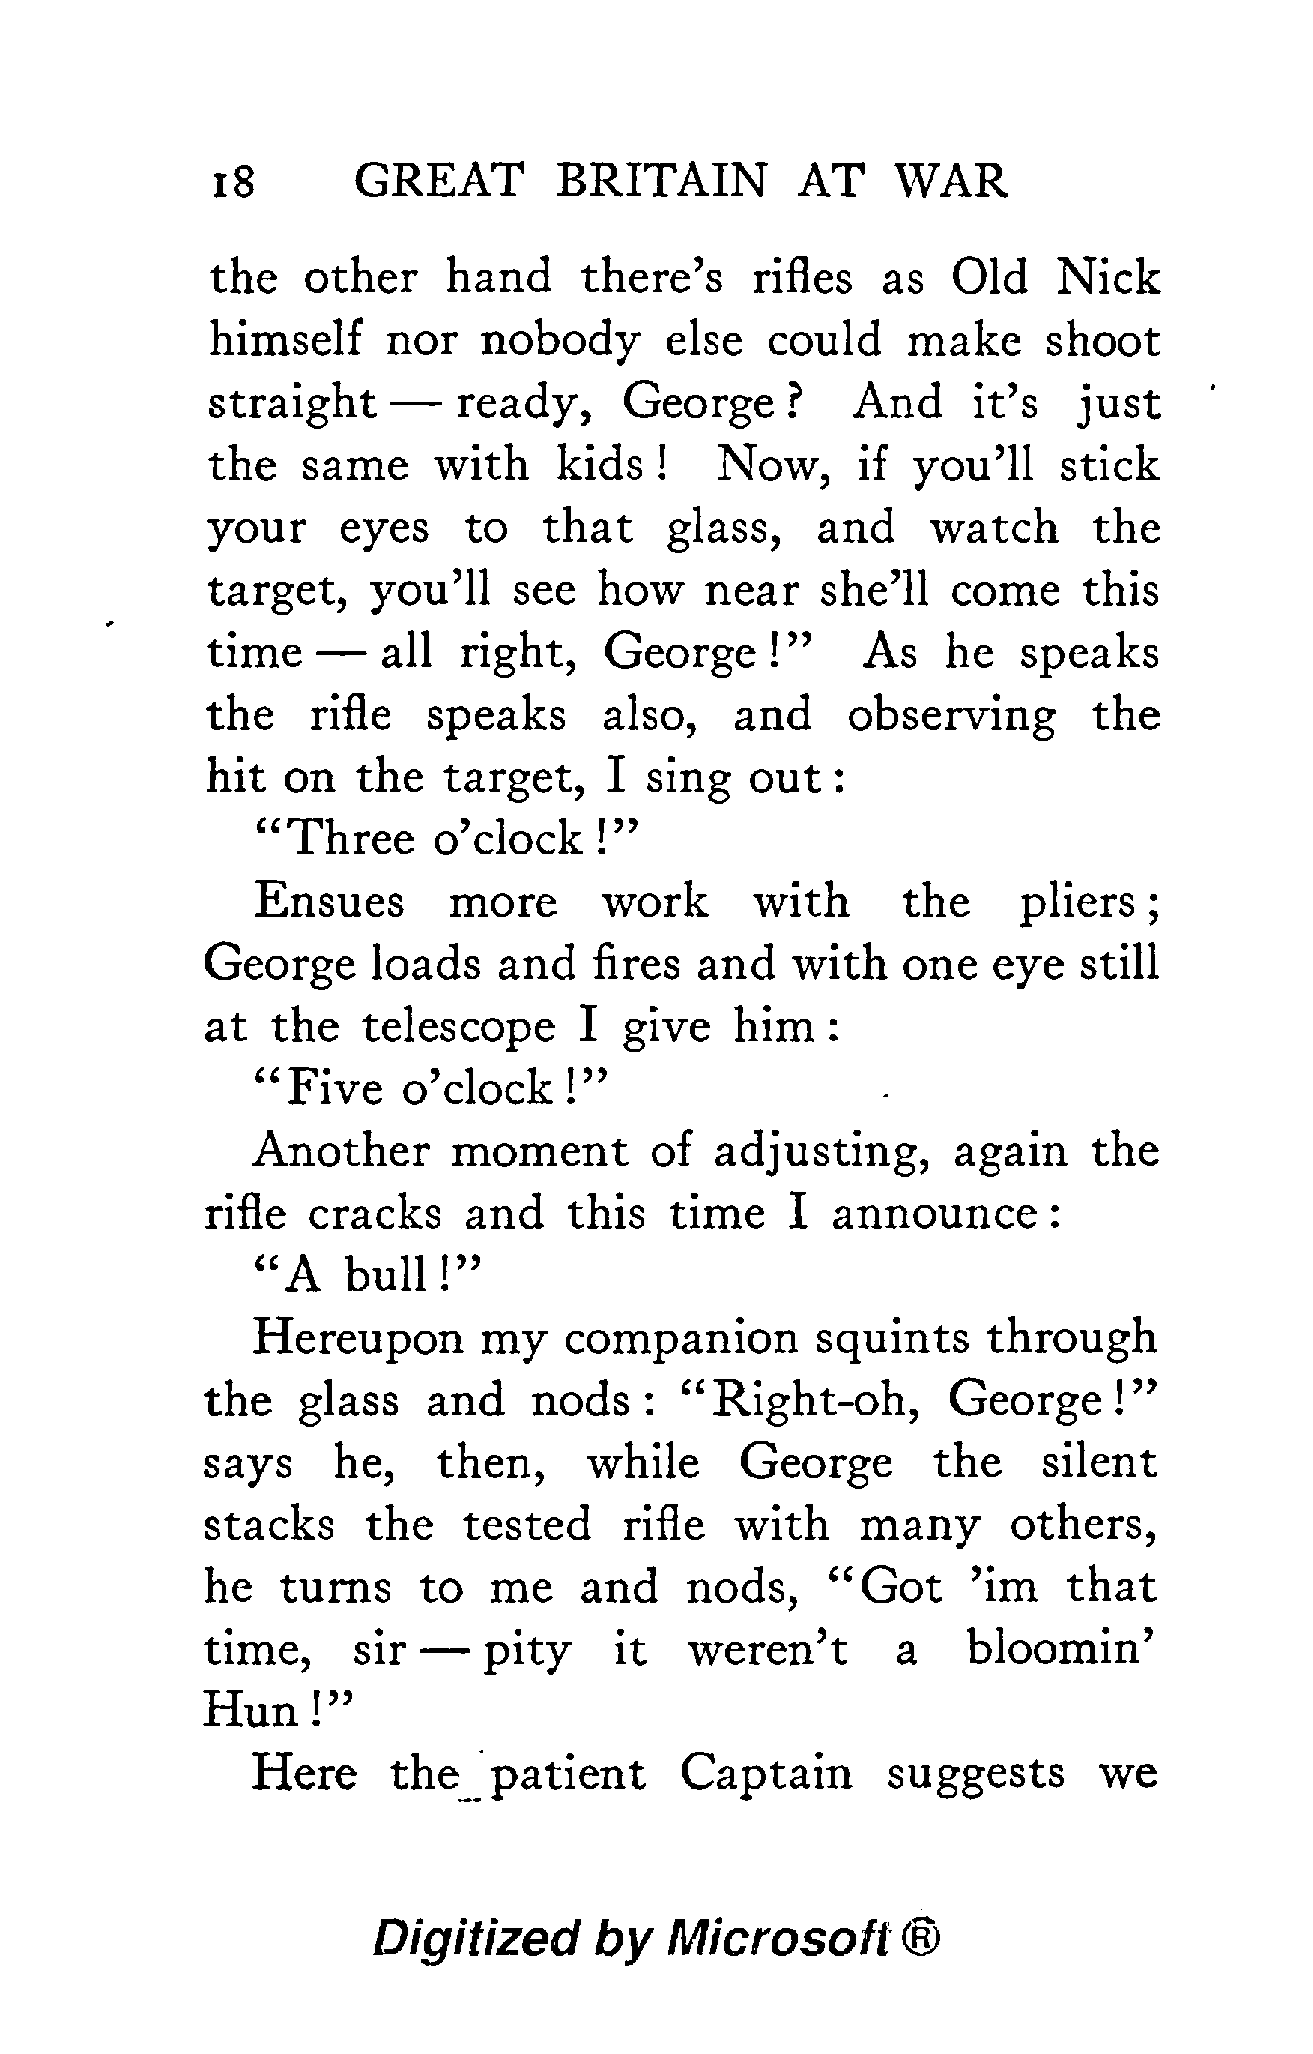 18 GREAT BRITAIN AT WAR
the other hand there's rifles as Old Nick
himself nor nobody else could make shoot
straight — ready, George? And it's just
the same with kids! Now, if you'll stick
your eyes to that glass, and watch the
target, you'll see how near she'll come this
time — all right, George!" As he speaks
the rifle speaks also, and observing the
hit on the target, I sing out:
"Three o'clock!"
Ensues more work with the pliers;
George loads and fires and with one eye still
at the telescope I give him:
"Five o'clock!"
Another moment of adjusting, again the
rifle cracks and this time I announce:
"A bull!"
Hereupon my companion squints through
the glass and nods: "Right-oh, George!"
says he, then, while George the silent
stacks the tested rifle with many others,
he turns to me and nods, "Got 'im that
time, sir — pity it weren't a bloomin'
Hun!"
Here the patient Captain suggests we
Digitized by Microsoft ®